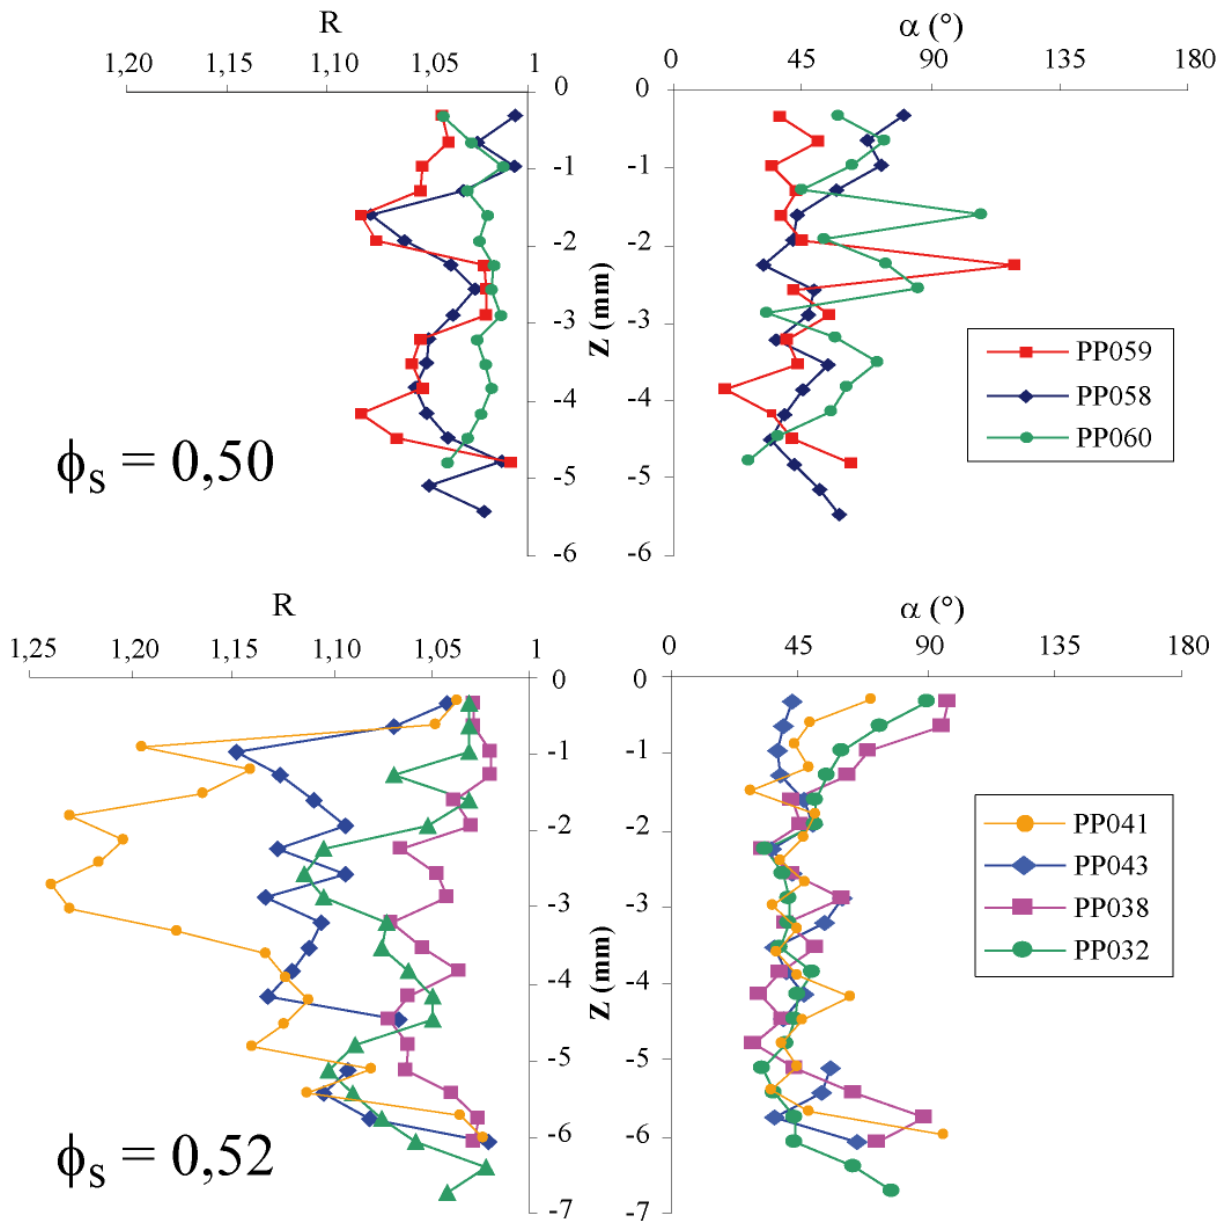 R
1,20 1,15 1,10 1,05 1
0
-1
-2
-3
-4
-5
-6
Z (mm)
α (°)
0 45 90 135 180
0
-1
-2
-3
-4
-5
-6
PP059
PP058
PP060
ϕs = 0,50
R
1,25 1,20 1,15 1,10 1,05 1
0
-1
-2
-3
-4
-5
-6
-7
Z (mm)
α (°)
0 45 90 135 180
0
-1
-2
-3
-4
-5
-6
-7
PP041
PP043
PP038
PP032
ϕs = 0,52